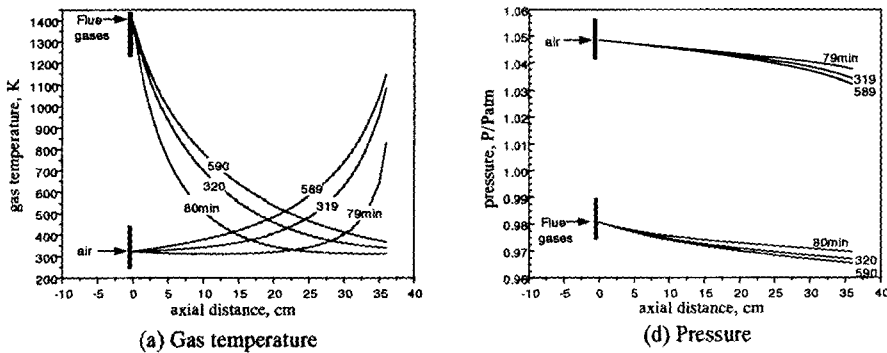 1400
1300
1200
1100
1000
900
800
700
600
500
400
300
200
gas temperature, K
Flue
gases
air
590
320
80min
589
319
79min
-10 -5 0 5 10 15 20 25 30 35 40
axial distance, cm
(a) Gas temperature
1.06
1.05
1.04
1.03
1.02
1.01
1.00
0.99
0.98
0.97
0.96
pressure, P/Patm
air
79min
319
589
Flue
gases
80min
320
590
-10 -5 0 5 10 15 20 25 30 35 40
axial distance, cm
(d) Pressure